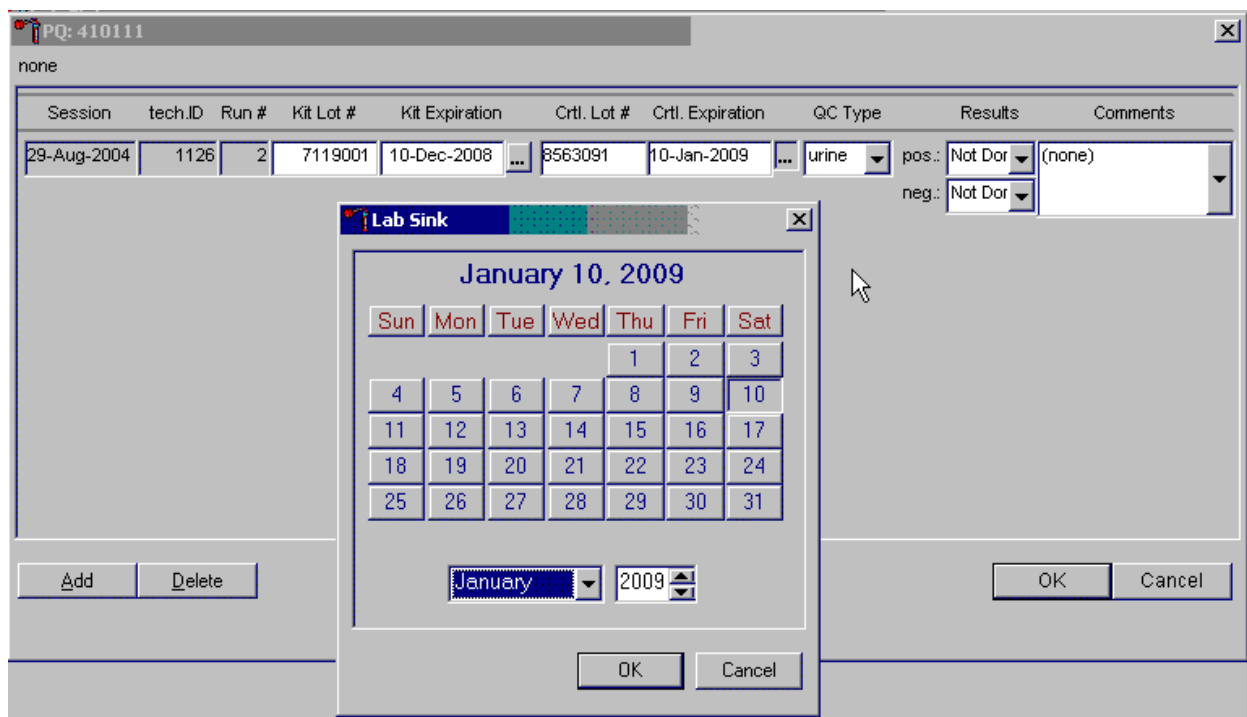 PQ: 410111
none
Session tech.ID Run # Kit Lot # Kit Expiration Crtl. Lot # Crtl. Expiration QC Type Results Comments
29-Aug-2004 1126 2 7119001 10-Dec-2008 ... 8563091 10-Jan-2009 ... urine pos.: Not Dor (none)
neg.: Not Dor
Lab Sink
January 10, 2009
Sun Mon Tue Wed Thu Fri Sat
1 2 3
4 5 6 7 8 9 10
11 12 13 14 15 16 17
18 19 20 21 22 23 24
25 26 27 28 29 30 31
January 2009
Add Delete OK Cancel
OK Cancel